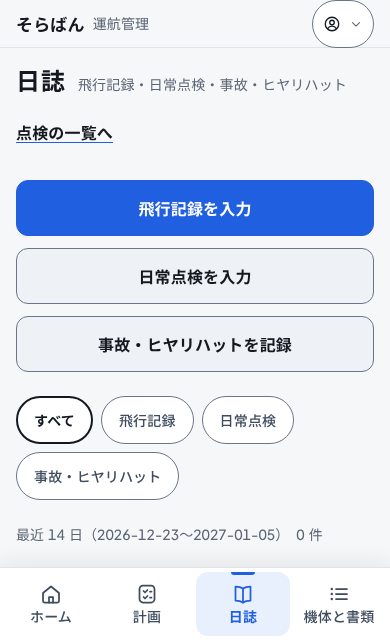 そらばん 運航管理
日誌 飛行記録・日常点検・事故・ヒヤリハット
点検の一覧へ
飛行記録を入力
日常点検を入力
事故・ヒヤリハットを記録
すべて 飛行記録 日常点検
事故・ヒヤリハット
最近 14 日（2026-12-23〜2027-01-05） 0 件
ホーム 計画 日誌 機体と書類